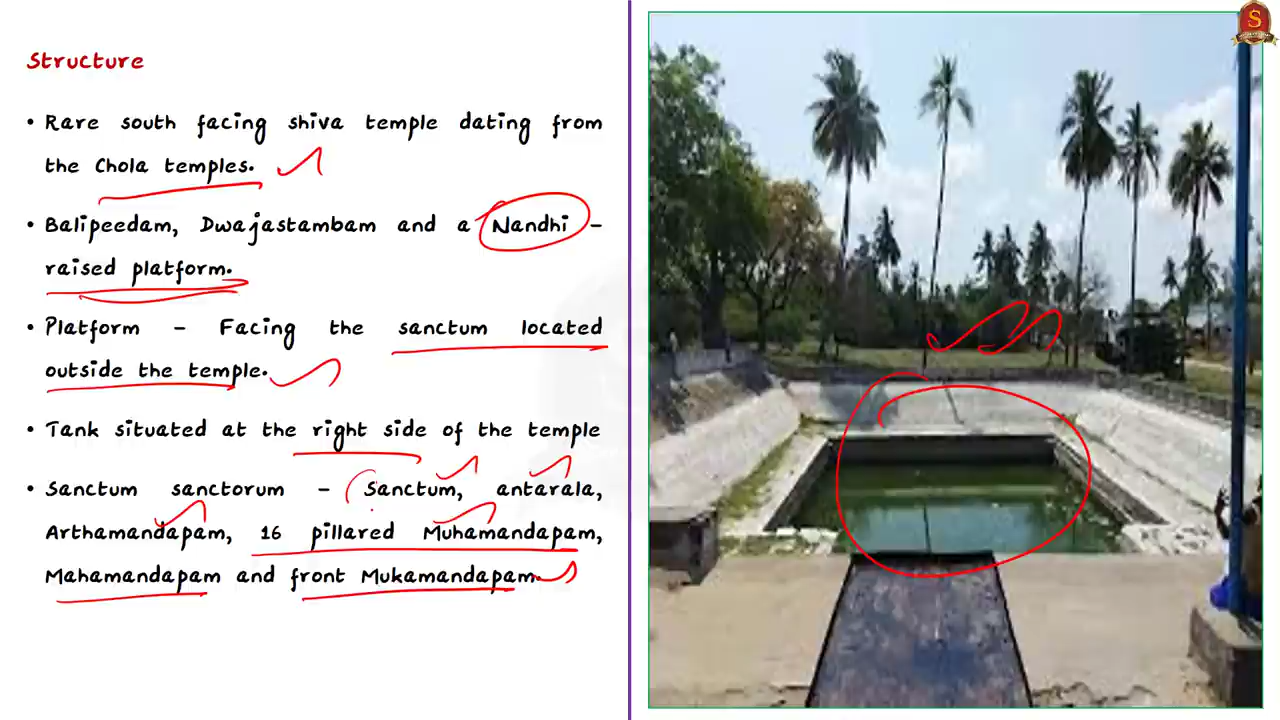 Structure
• Rare south facing shiva temple dating from
the Chola temples.
• Balipeedam, Dwajastambam and a Nandhi –
raised platform.
• Platform – Facing the sanctum located
outside the temple.
• Tank situated at the right side of the temple
• Sanctum sanctorum – Sanctum, antarala,
Arthamandapam, 16 pillared Muhamandapam,
Mahamandapam and front Mukamandapam.
S